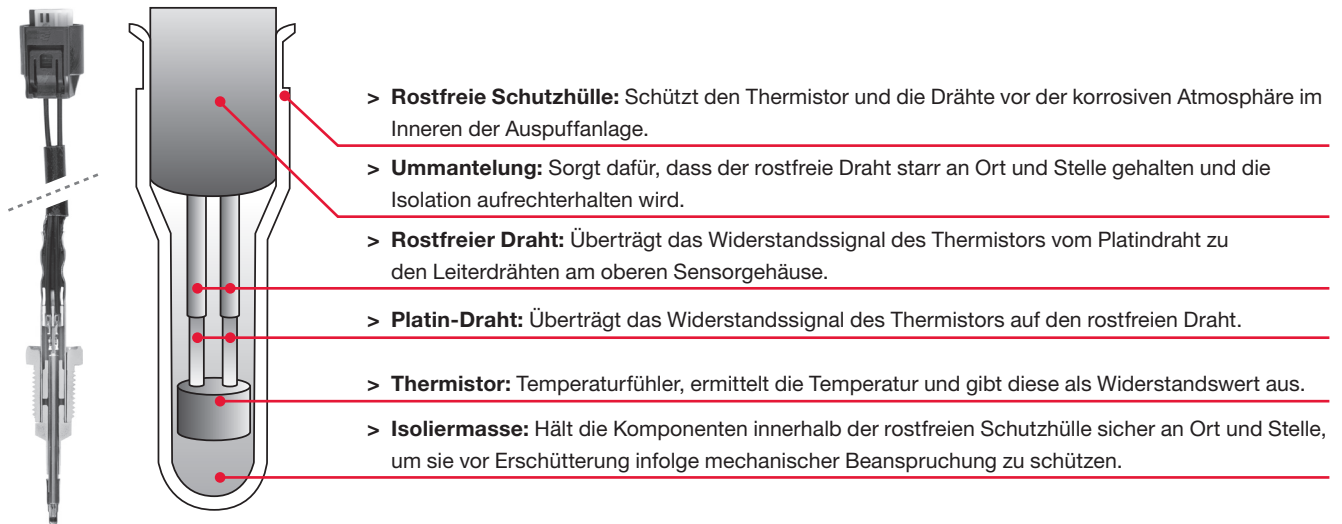 > Rostfreie Schutzhülle: Schützt den Thermistor und die Drähte vor der korrosiven Atmosphäre im
Inneren der Auspuffanlage.
> Ummantelung: Sorgt dafür, dass der rostfreie Draht starr an Ort und Stelle gehalten und die
Isolation aufrechterhalten wird.
> Rostfreier Draht: Überträgt das Widerstandssignal des Thermistors vom Platindraht zu
den Leiterdrähten am oberen Sensorgehäuse.
> Platin-Draht: Überträgt das Widerstandssignal des Thermistors auf den rostfreien Draht.
> Thermistor: Temperaturfühler, ermittelt die Temperatur und gibt diese als Widerstandswert aus.
> Isoliermasse: Hält die Komponenten innerhalb der rostfreien Schutzhülle sicher an Ort und Stelle,
um sie vor Erschütterung infolge mechanischer Beanspruchung zu schützen.